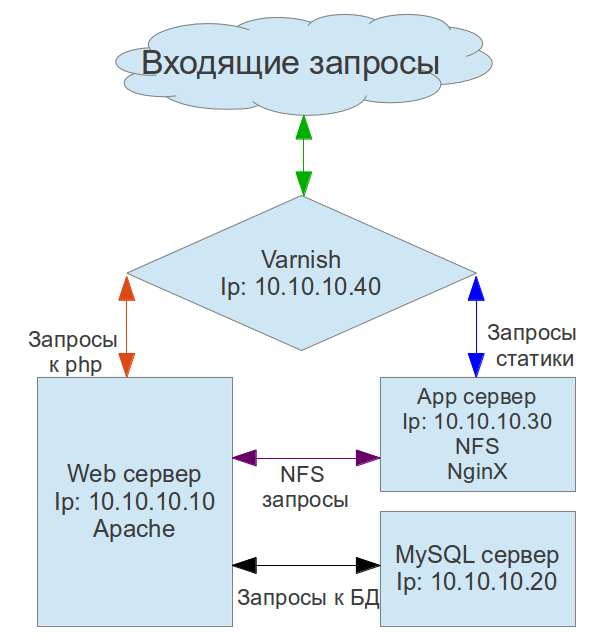 Входящие запросы
Varnish
Ip: 10.10.10.40
Запросы
к php
Запросы
статики
Web сервер
Ip: 10.10.10.10
Apache
App сервер
Ip: 10.10.10.30
NFS
NginX
NFS
запросы
MySQL сервер
Ip: 10.10.10.20
Запросы к БД